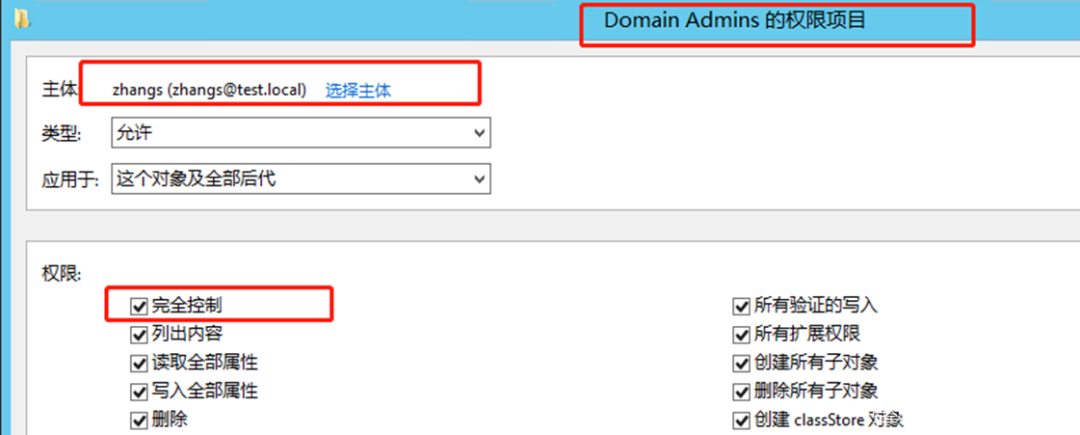 Domain Admins 的权限项目
主体: zhangs (zhangs@test.local) 选择主体
类型: 允许
应用于: 这个对象及全部后代
权限:
完全控制 所有验证的写入
列出内容 所有扩展权限
读取全部属性 创建所有子对象
写入全部属性 删除所有子对象
删除 创建 classStore 对象